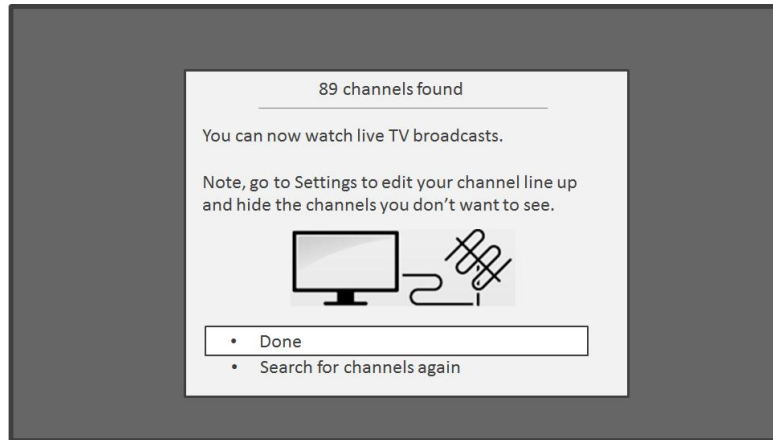 89 channels found
You can now watch live TV broadcasts.
Note, go to Settings to edit your channel line up
and hide the channels you don’t want to see.
• Done
• Search for channels again